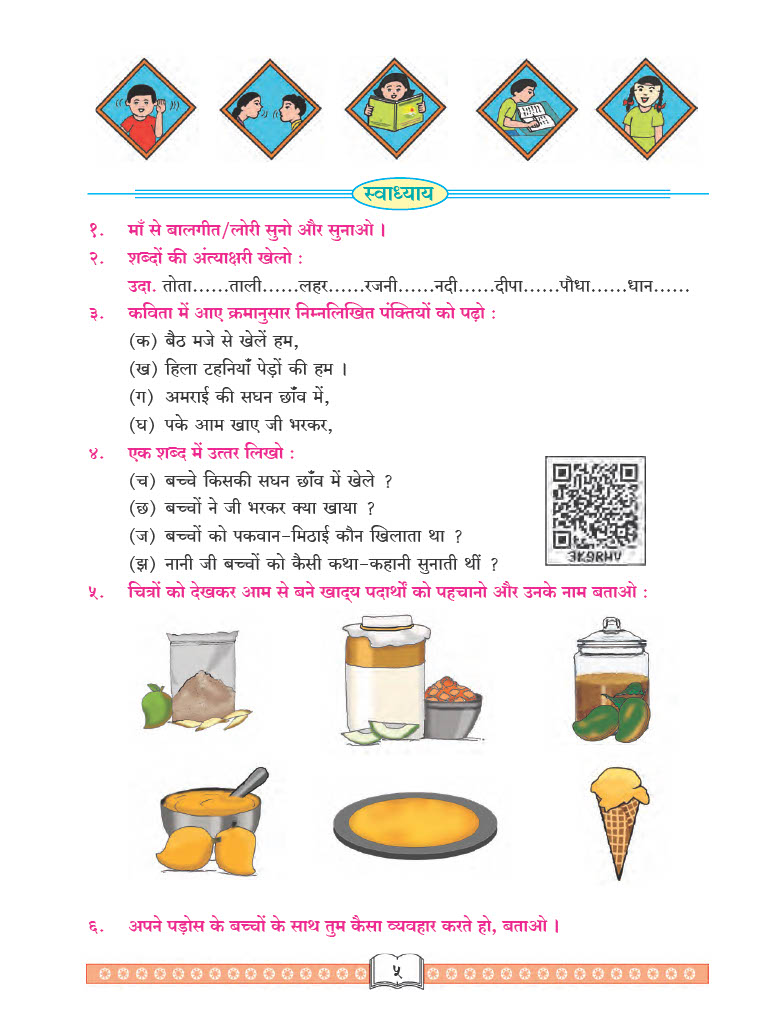 स्वाध्याय
१. माँ से बालगीत/लोरी सुनो और सुनाओ ।
२. शब्दों की अंत्याक्षरी खेलो :
उदा. तोता......ताली......लहर......रजनी......नदी......दीपा......पौधा......धान......
३. कविता में आए क्रमानुसार निम्नलिखित पंक्तियों को पढ़ो :
(क) बैठ मजे से खेलें हम,
(ख) हिला टहनियाँ पेड़ों की हम ।
(ग) अमराई की सघन छाँव में,
(घ) पके आम खाए जी भरकर,
४. एक शब्द में उत्तर लिखो :
(च) बच्चे किसकी सघन छाँव में खेले ?
(छ) बच्चों ने जी भरकर क्या खाया ?
(ज) बच्चों को पकवान-मिठाई कौन खिलाता था ?
(झ) नानी जी बच्चों को कैसी कथा-कहानी सुनाती थीं ?
3K9RHV
५. चित्रों को देखकर आम से बने खाद्य पदार्थों को पहचानो और उनके नाम बताओ :
६. अपने पड़ोस के बच्चों के साथ तुम कैसा व्यवहार करते हो, बताओ ।
५